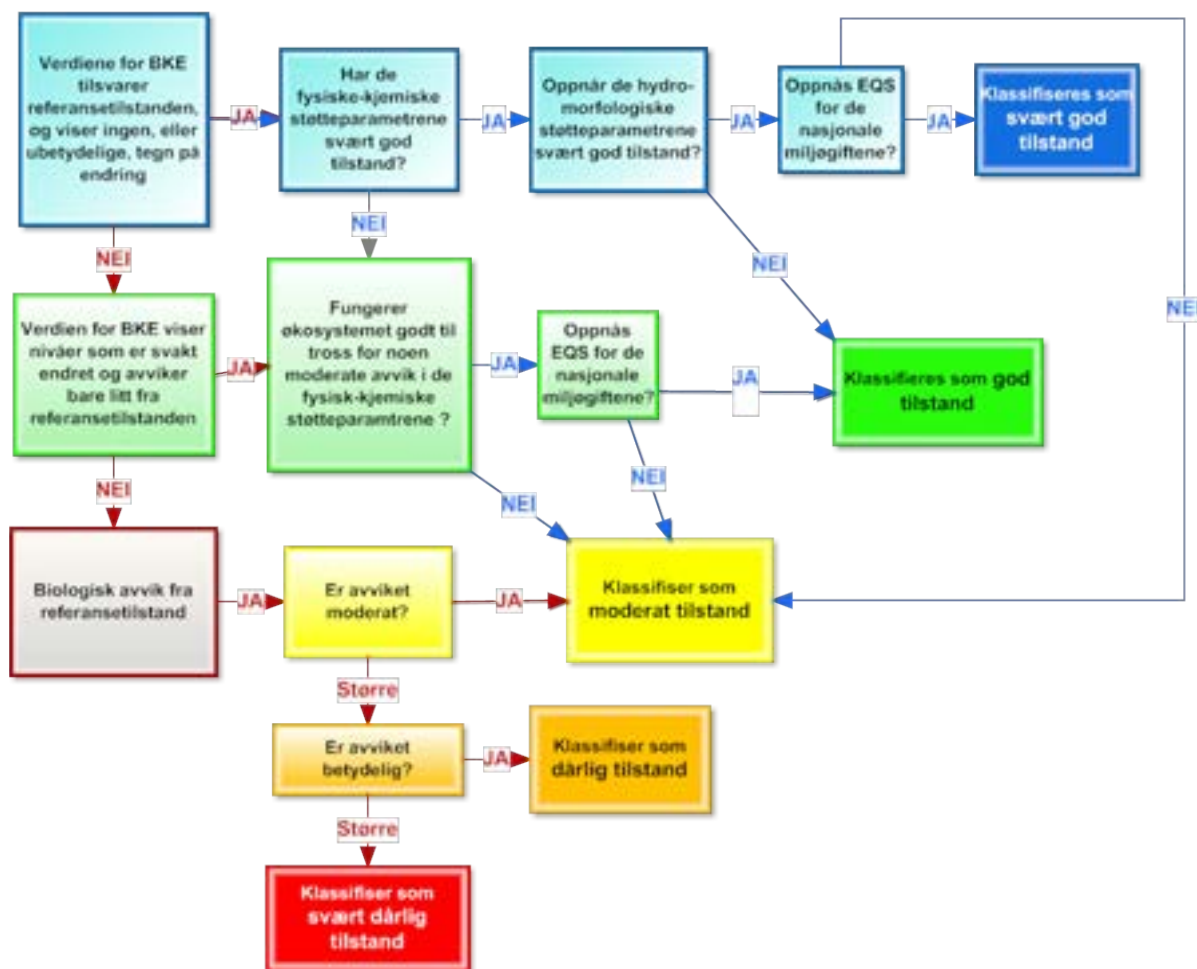 Verdiene for BKE
tilsvarer
referansetilstanden,
og viser ingen, eller
ubetydelige, tegn på
endring
JA
Har de
fysiske-kjemiske
støtteparametrene
svært god
tilstand?
JA
Oppnår de hydro-
morfologiske
støtteparametrene
svært god tilstand?
JA
Oppnås EQS
for de
nasjonale
miljøgiftene?
JA
Klassifiseres som
svært god
tilstand
NEI
NEI
NEI
NEI
Verdien for BKE viser
nivåer som er svakt
endret og avviker
bare litt fra
referansetilstanden
JA
Fungerer
økosystemet godt til
tross for noen
moderate avvik i de
fysisk-kjemiske
støtteparamtrene ?
JA
Oppnås
EQS for de
nasjonale
miljøgiftene?
JA
Klassifieres som god
tilstand
NEI
NEI
NEI
Biologisk avvik fra
referansetilstand
JA
Er avviket
moderat?
JA
Klassifiser som
moderat tilstand
Større
Er avviket
betydelig?
JA
Klassifiser som
dårlig tilstand
Større
Klassifiser som
svært dårlig
tilstand